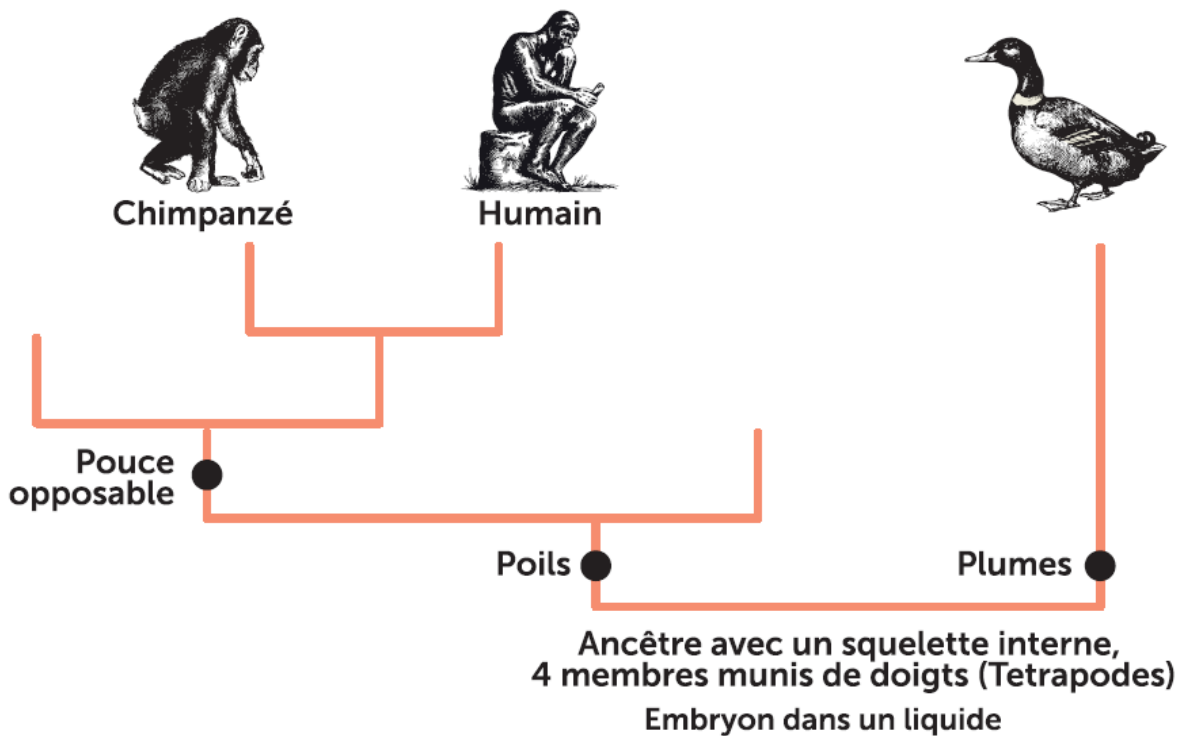 Chimpanzé
Humain
Pouce
opposable
Poils
Plumes
Ancêtre avec un squelette interne,
4 membres munis de doigts (Tetrapodes)
Embryon dans un liquide